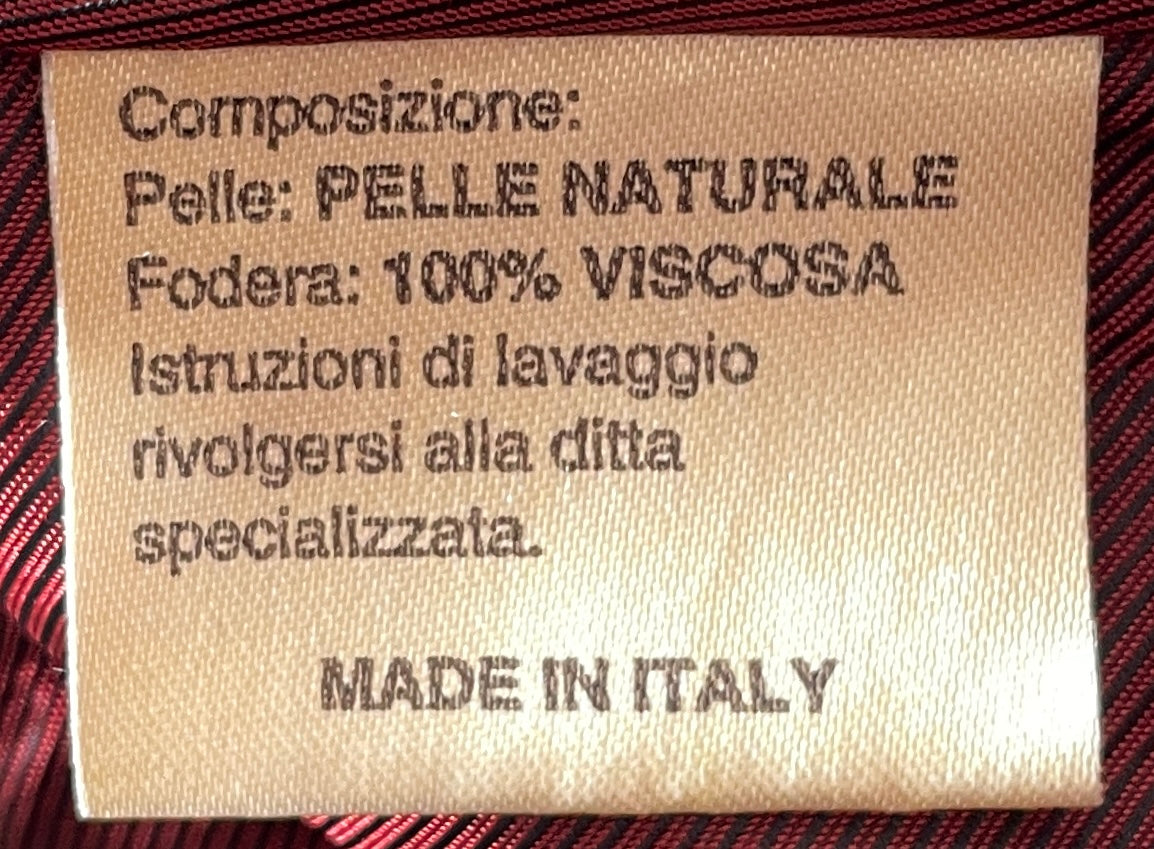 Composizione:
Pelle: PELLE NATURALE
Fodera: 100% VISCOSA
Istruzioni di lavaggio
rivolgersi alla ditta
specializzata.
MADE IN ITALY